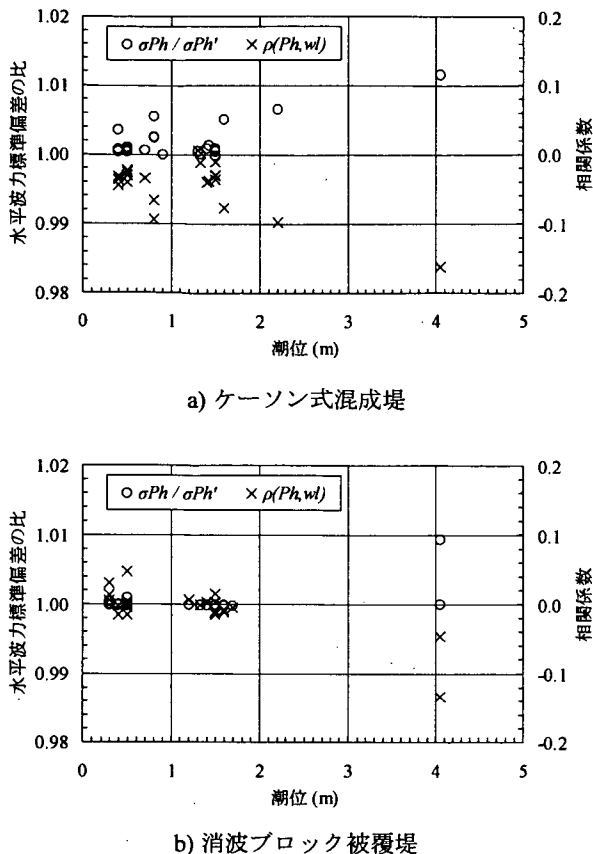 1.02
1.01
1.00
0.99
0.98
水平波力標準偏差の比
○ σPh / σPh' × ρ(Ph,wl)
0.2
0.1
0.0
-0.1
-0.2
相関係数
0 1 2 3 4 5
潮位 (m)
a) ケーソン式混成堤
1.02
1.01
1.00
0.99
0.98
水平波力標準偏差の比
○ σPh / σPh' × ρ(Ph,wl)
0.2
0.1
0.0
-0.1
-0.2
相関係数
0 1 2 3 4 5
潮位 (m)
b) 消波ブロック被覆堤